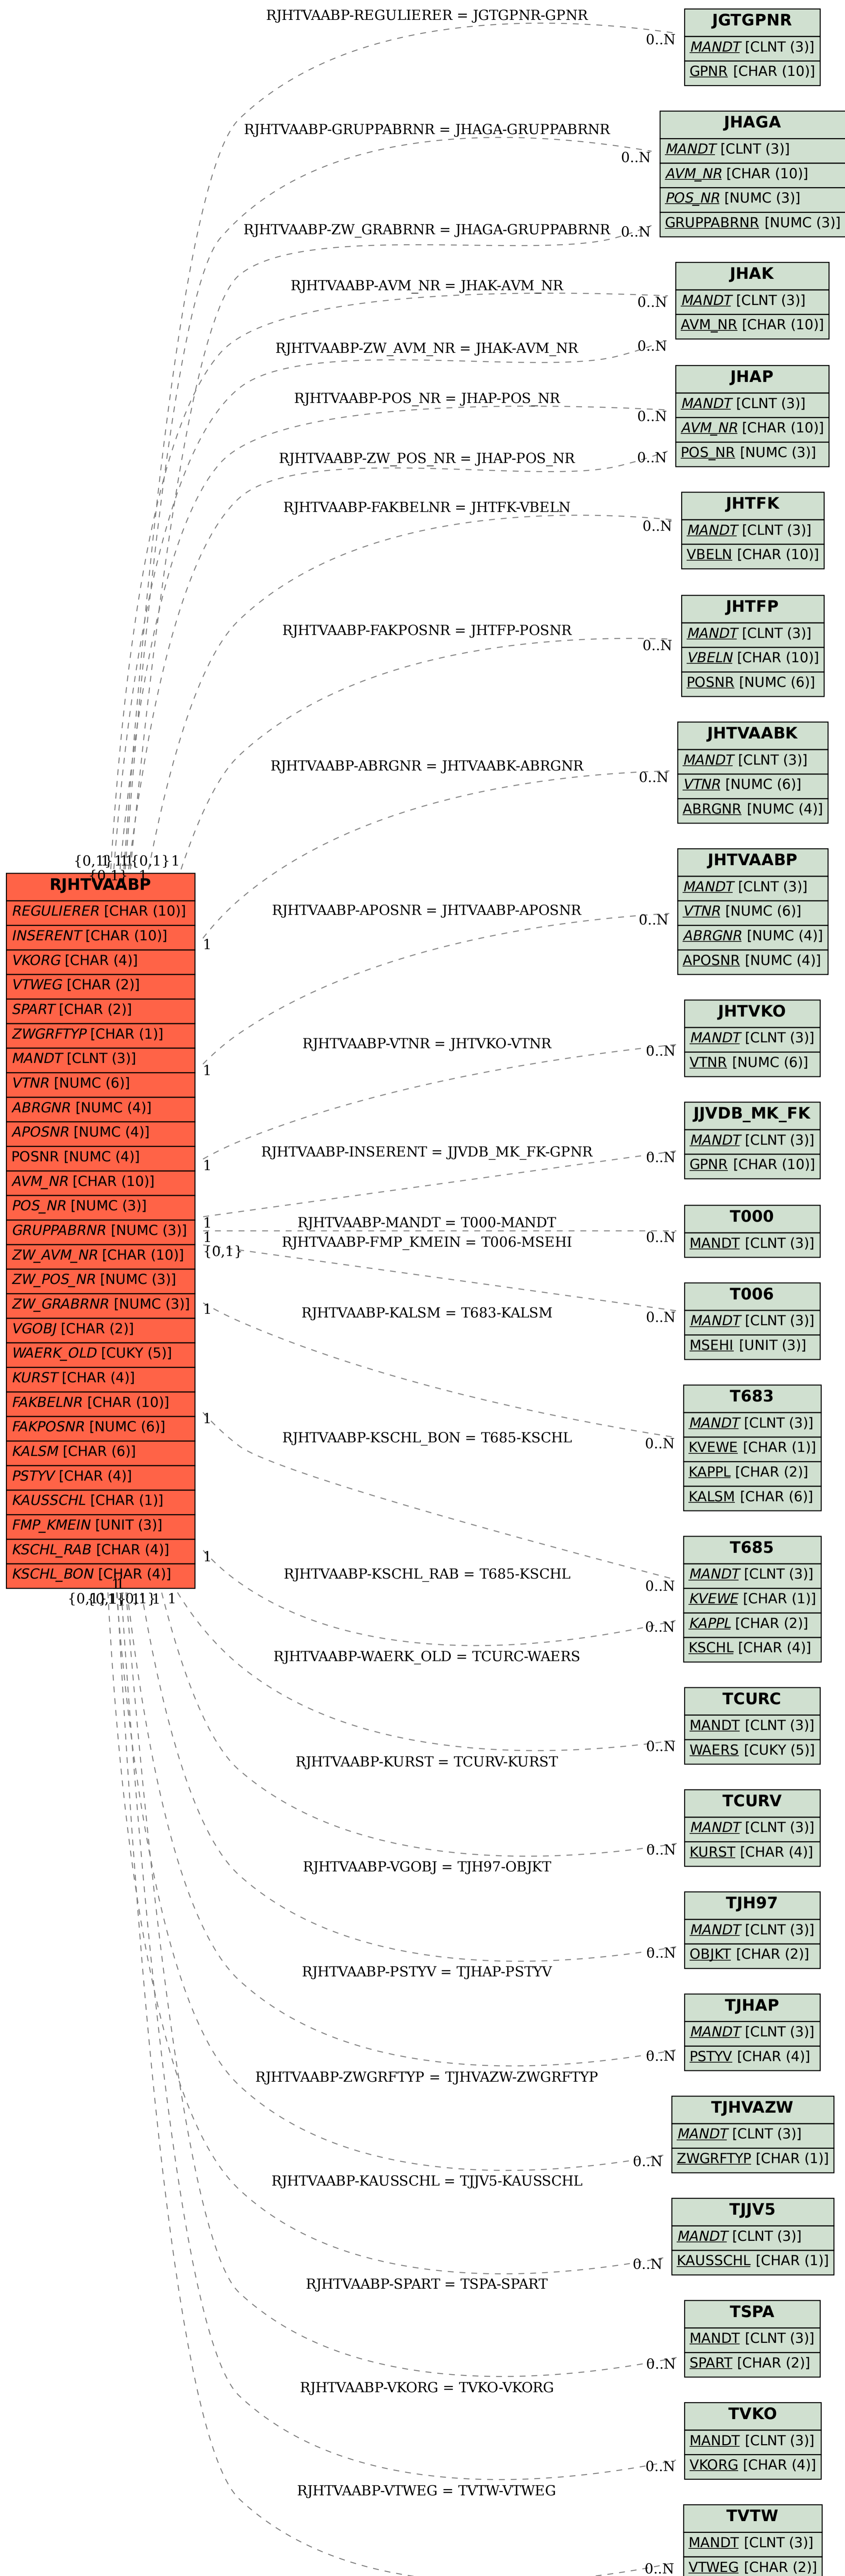 RJHTVAABP-REGULIERER = JGTGPNR-GPNR
0..N
JGTGPNR
MANDT [CLNT (3)]
GPNR [CHAR (10)]
RJHTVAABP-GRUPPABRNR = JHAGA-GRUPPABRNR
0..N
JHAGA
MANDT [CLNT (3)]
AVM_NR [CHAR (10)]
POS_NR [NUMC (3)]
GRUPPABRNR [NUMC (3)]
RJHTVAABP-ZW_GRABRNR = JHAGA-GRUPPABRNR
0..N
RJHTVAABP-AVM_NR = JHAK-AVM_NR
0..N
JHAK
MANDT [CLNT (3)]
AVM_NR [CHAR (10)]
RJHTVAABP-ZW_AVM_NR = JHAK-AVM_NR
0..N
RJHTVAABP-POS_NR = JHAP-POS_NR
0..N
JHAP
MANDT [CLNT (3)]
AVM_NR [CHAR (10)]
POS_NR [NUMC (3)]
RJHTVAABP-ZW_POS_NR = JHAP-POS_NR
0..N
RJHTVAABP-FAKBELNR = JHTFK-VBELN
0..N
JHTFK
MANDT [CLNT (3)]
VBELN [CHAR (10)]
RJHTVAABP-FAKPOSNR = JHTFP-POSNR
0..N
JHTFP
MANDT [CLNT (3)]
VBELN [CHAR (10)]
POSNR [NUMC (6)]
RJHTVAABP-ABRGNR = JHTVAABK-ABRGNR
0..N
JHTVAABK
MANDT [CLNT (3)]
VTNR [NUMC (6)]
ABRGNR [NUMC (4)]
RJHTVAABP-APOSNR = JHTVAABP-APOSNR
0..N
JHTVAABP
MANDT [CLNT (3)]
VTNR [NUMC (6)]
ABRGNR [NUMC (4)]
APOSNR [NUMC (4)]
RJHTVAABP
REGULIERER [CHAR (10)]
INSERENT [CHAR (10)]
VKORG [CHAR (4)]
VTWEG [CHAR (2)]
SPART [CHAR (2)]
ZWGRFTYP [CHAR (1)]
MANDT [CLNT (3)]
VTNR [NUMC (6)]
ABRGNR [NUMC (4)]
APOSNR [NUMC (4)]
POSNR [NUMC (4)]
AVM_NR [CHAR (10)]
POS_NR [NUMC (3)]
GRUPPABRNR [NUMC (3)]
ZW_AVM_NR [CHAR (10)]
ZW_POS_NR [NUMC (3)]
ZW_GRABRNR [NUMC (3)]
VGOBJ [CHAR (2)]
WAERK_OLD [CUKY (5)]
KURST [CHAR (4)]
FAKBELNR [CHAR (10)]
FAKPOSNR [NUMC (6)]
KALSM [CHAR (6)]
PSTYV [CHAR (4)]
KAUSSCHL [CHAR (1)]
FMP_KMEIN [UNIT (3)]
KSCHL_RAB [CHAR (4)]
KSCHL_BON [CHAR (4)]
1
1
1
1
1
{0,1}
1
1
1
RJHTVAABP-VTNR = JHTVKO-VTNR
0..N
JHTVKO
MANDT [CLNT (3)]
VTNR [NUMC (6)]
RJHTVAABP-INSERENT = JJVDB_MK_FK-GPNR
0..N
JJVDB_MK_FK
MANDT [CLNT (3)]
GPNR [CHAR (10)]
RJHTVAABP-MANDT = T000-MANDT
0..N
T000
MANDT [CLNT (3)]
RJHTVAABP-FMP_KMEIN = T006-MSEHI
0..N
T006
MANDT [CLNT (3)]
MSEHI [UNIT (3)]
RJHTVAABP-KALSM = T683-KALSM
0..N
T683
MANDT [CLNT (3)]
KVEWE [CHAR (1)]
KAPPL [CHAR (2)]
KALSM [CHAR (6)]
RJHTVAABP-KSCHL_BON = T685-KSCHL
0..N
T685
MANDT [CLNT (3)]
KVEWE [CHAR (1)]
KAPPL [CHAR (2)]
KSCHL [CHAR (4)]
RJHTVAABP-KSCHL_RAB = T685-KSCHL
0..N
RJHTVAABP-WAERK_OLD = TCURC-WAERS
0..N
TCURC
MANDT [CLNT (3)]
WAERS [CUKY (5)]
RJHTVAABP-KURST = TCURV-KURST
0..N
TCURV
MANDT [CLNT (3)]
KURST [CHAR (4)]
RJHTVAABP-VGOBJ = TJH97-OBJKT
0..N
TJH97
MANDT [CLNT (3)]
OBJKT [CHAR (2)]
RJHTVAABP-PSTYV = TJHAP-PSTYV
0..N
TJHAP
MANDT [CLNT (3)]
PSTYV [CHAR (4)]
RJHTVAABP-ZWGRFTYP = TJHVAZW-ZWGRFTYP
0..N
TJHVAZW
MANDT [CLNT (3)]
ZWGRFTYP [CHAR (1)]
RJHTVAABP-KAUSSCHL = TJJV5-KAUSSCHL
0..N
TJJV5
MANDT [CLNT (3)]
KAUSSCHL [CHAR (1)]
RJHTVAABP-SPART = TSPA-SPART
0..N
TSPA
MANDT [CLNT (3)]
SPART [CHAR (2)]
RJHTVAABP-VKORG = TVKO-VKORG
0..N
TVKO
MANDT [CLNT (3)]
VKORG [CHAR (4)]
RJHTVAABP-VTWEG = TVTW-VTWEG
0..N
TVTW
MANDT [CLNT (3)]
VTWEG [CHAR (2)]